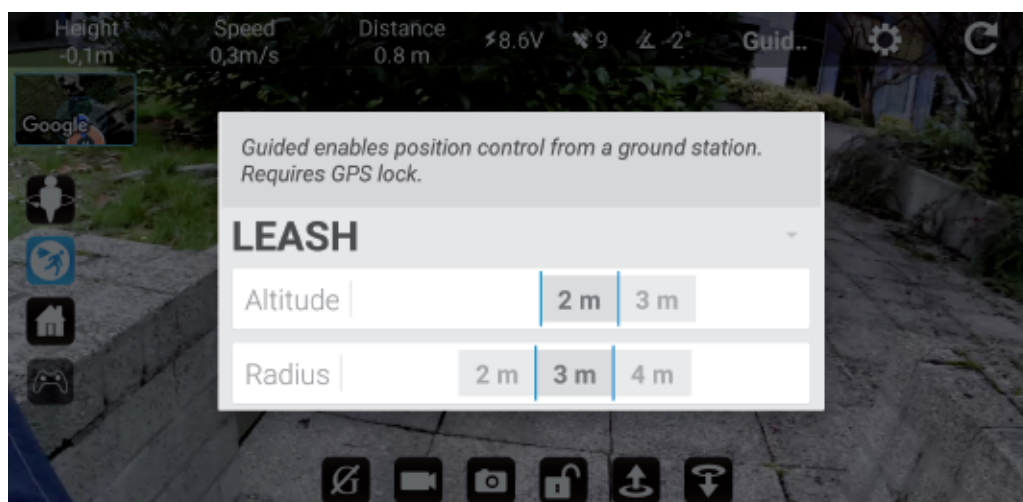 Height Speed Distance
-0,1m 0,3m/s 0.8 m 8.6V 9 -2° Guid..
Google
Guided enables position control from a ground station.
Requires GPS lock.
LEASH
Altitude 2 m 3 m
Radius 2 m 3 m 4 m